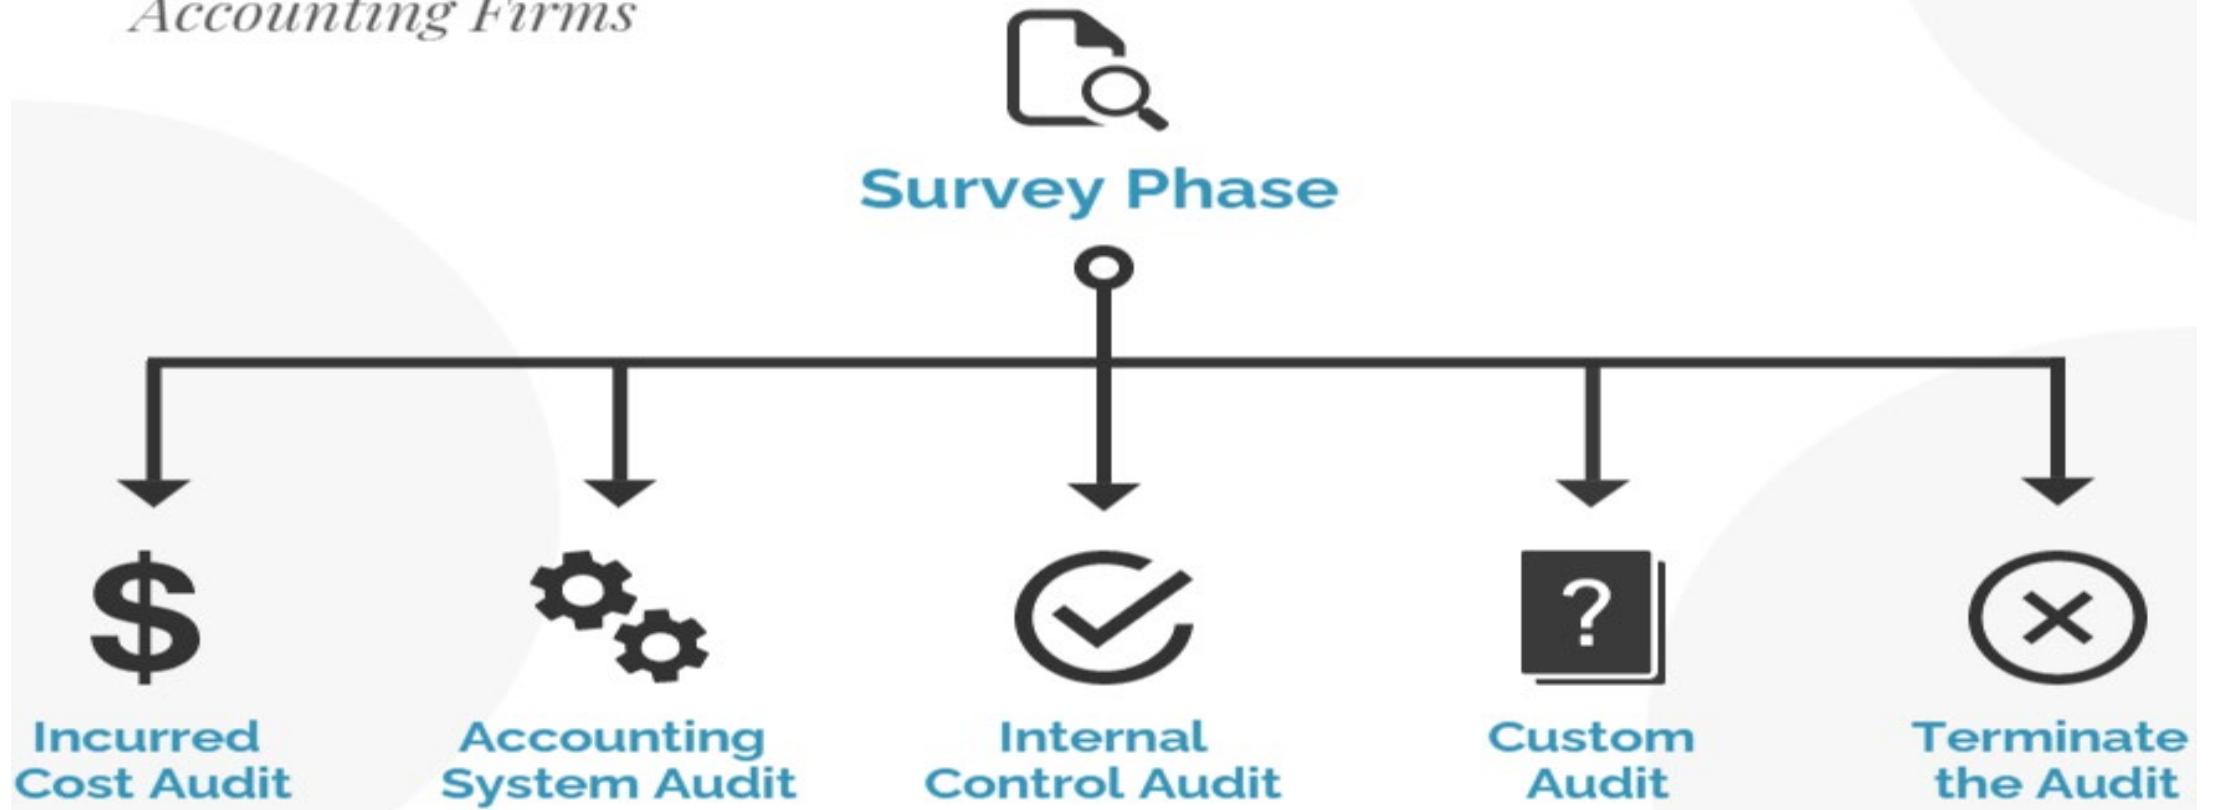 Accounting Firms
Survey Phase
$
?
Incurred
Cost Audit
Accounting
System Audit
Internal
Control Audit
Custom
Audit
Terminate
the Audit